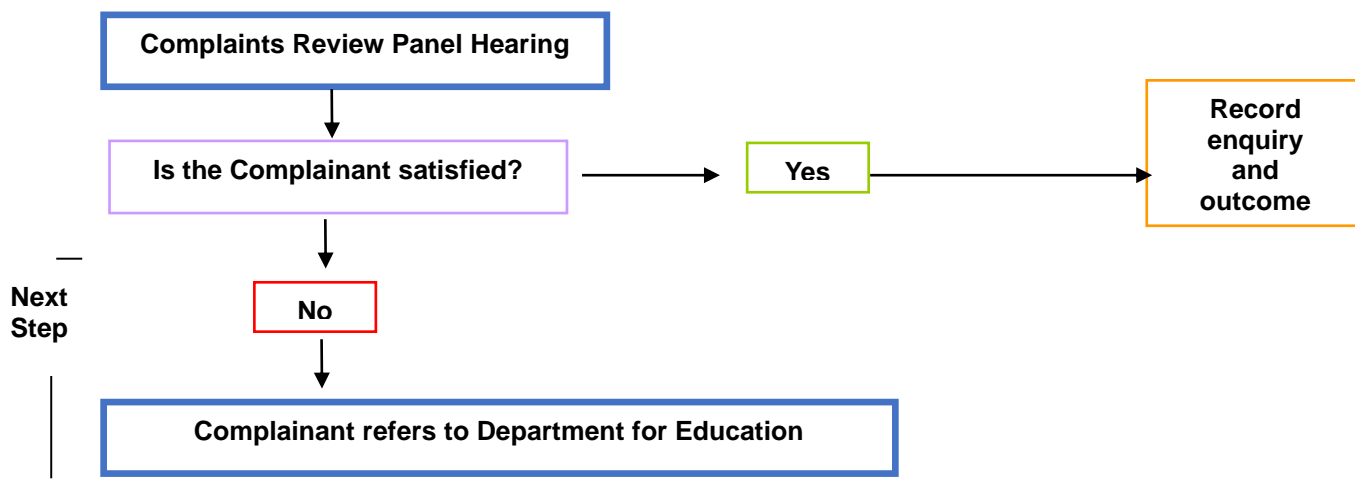 Complaints Review Panel Hearing
Is the Complainant satisfied?
Yes
Record
enquiry
and
outcome
Next
Step
No
Complainant refers to Department for Education